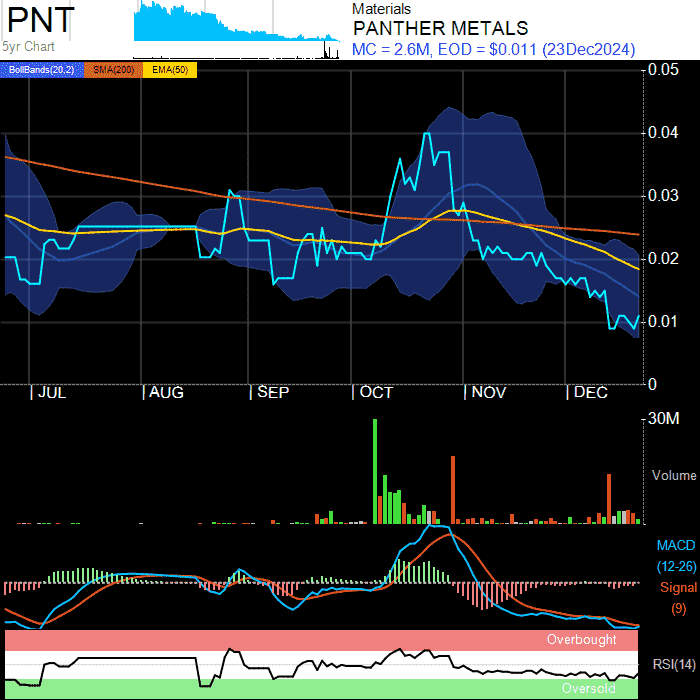 PNT
5yr Chart
Materials
PANTHER METALS
MC = 2.6M, EOD = $0.011 (23Dec2024)
BollBands(20,2) SMA(200) EMA(50)
0.05
0.04
0.03
0.02
0.01
0
JUL AUG SEP OCT NOV DEC
30M
Volume
MACD
(12-26)
Signal
(9)
Overbought
RSI(14)
Oversold